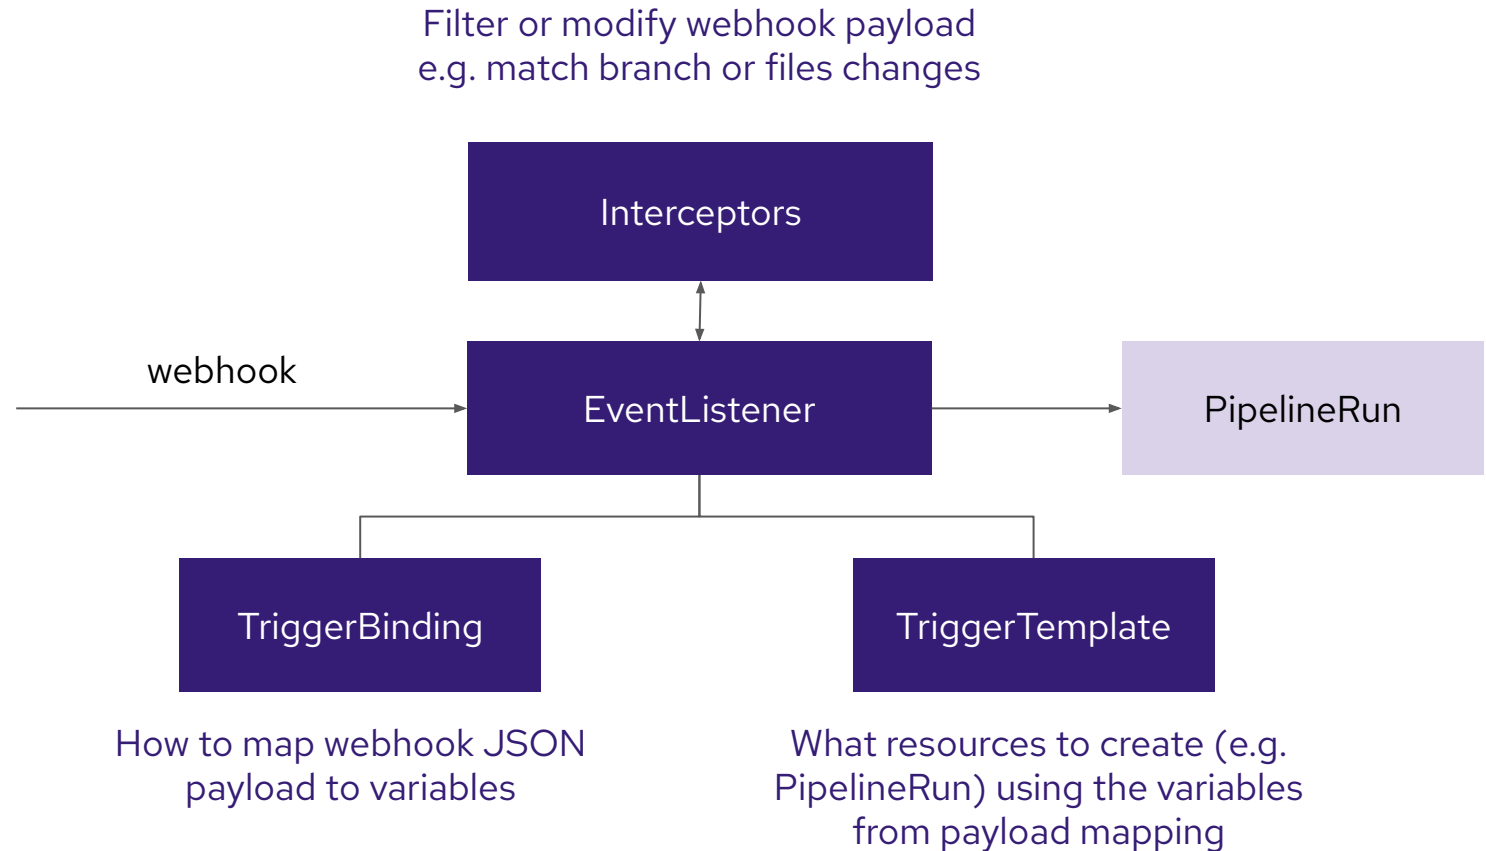 Filter or modify webhook payload
e.g. match branch or files changes
Interceptors
webhook
EventListener
PipelineRun
TriggerBinding
TriggerTemplate
How to map webhook JSON
payload to variables
What resources to create (e.g.
PipelineRun) using the variables
from payload mapping